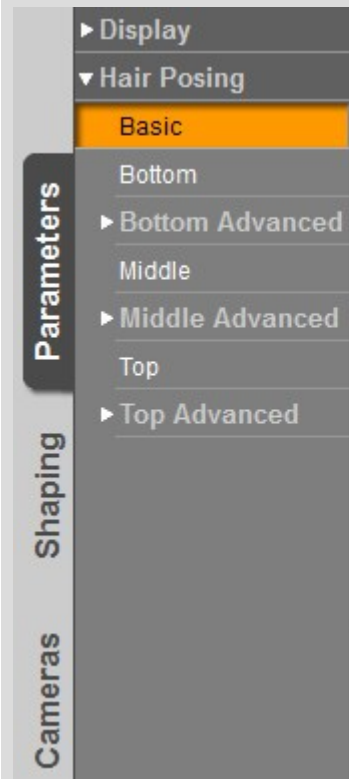 Display
Hair Posing
Basic
Bottom
Bottom Advanced
Middle
Middle Advanced
Top
Top Advanced
Parameters
Shaping
Cameras